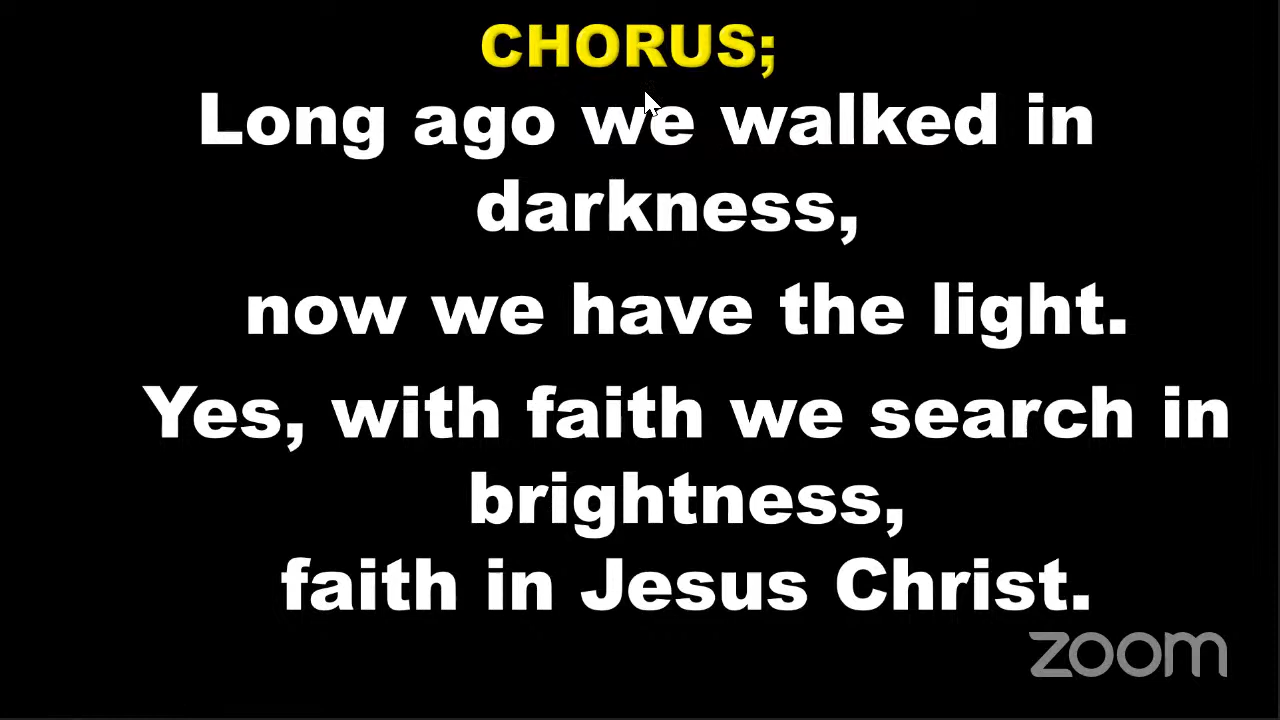 CHORUS;
Long ago we walked in
darkness,
now we have the light.
Yes, with faith we search in
brightness,
faith in Jesus Christ.
zoom